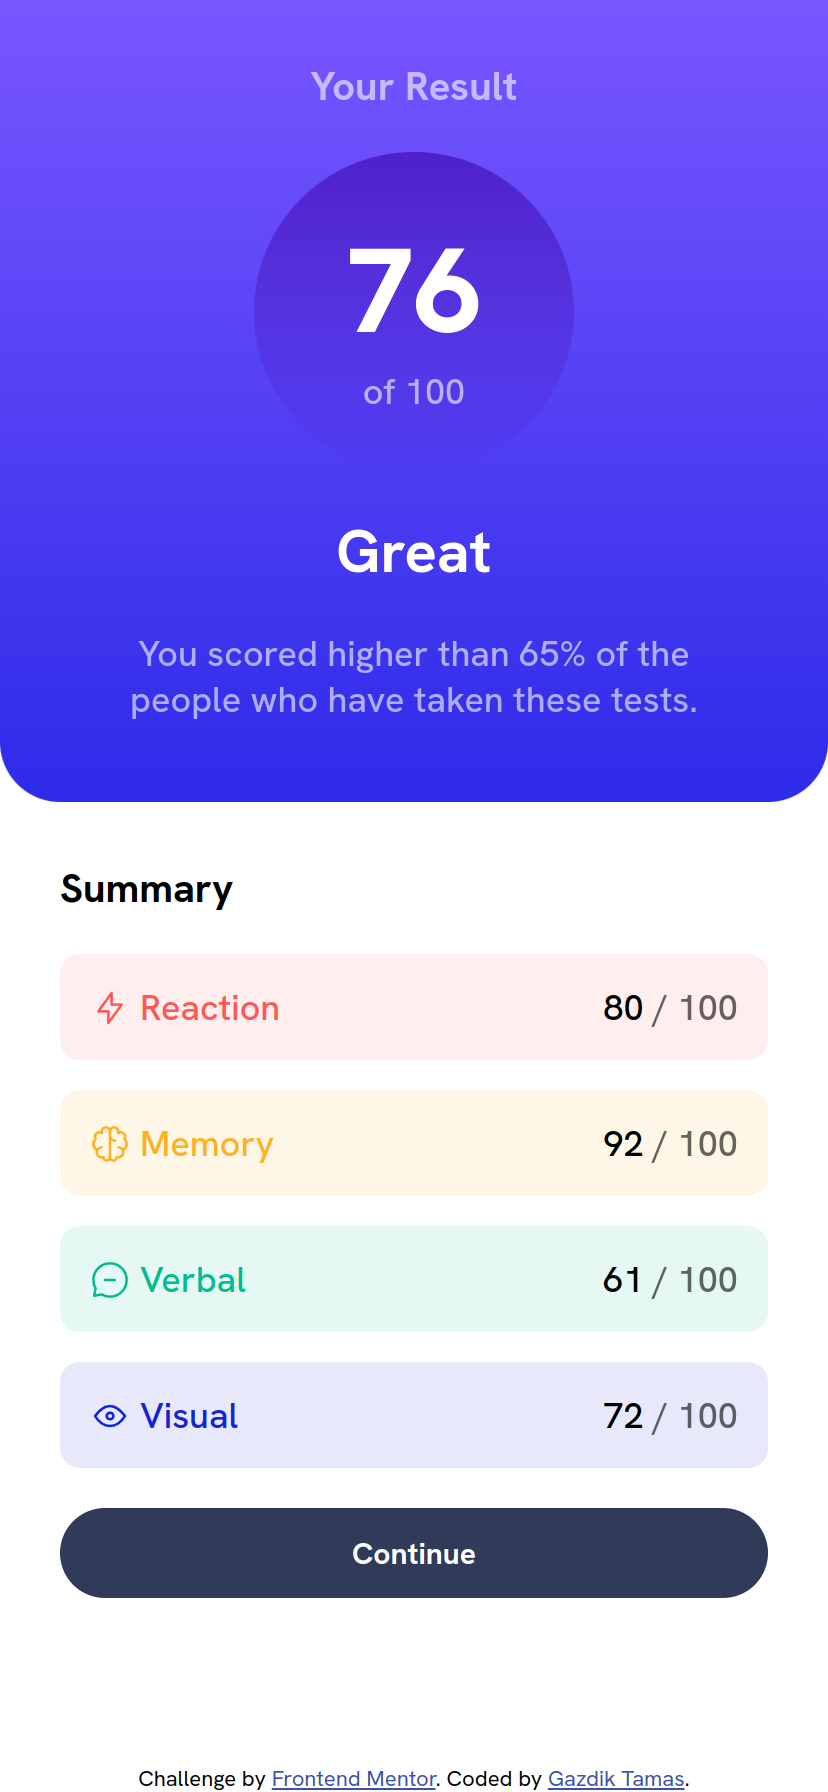 Your Result
76
of 100
Great
You scored higher than 65% of the
people who have taken these tests.
Summary
Reaction 80 / 100
Memory 92 / 100
Verbal 61 / 100
Visual 72 / 100
Continue
Challenge by Frontend Mentor. Coded by Gazdik Tamas.